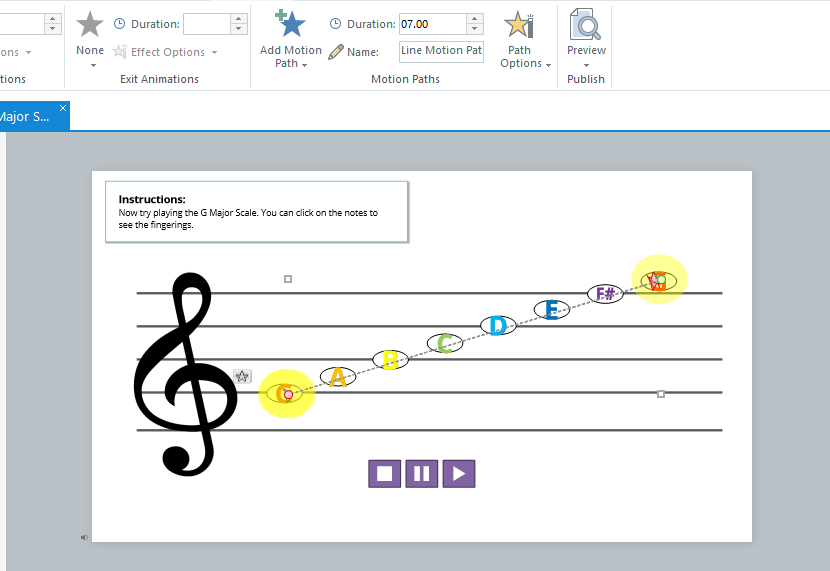 Duration:
Duration: 07.00
ons
None
Effect Options
Add Motion Path
Name: Line Motion Pat
Path Options
Preview
tions
Exit Animations
Motion Paths
Publish
Major S...
Instructions:
Now try playing the G Major Scale. You can click on the notes to
see the fingerings.
F#
E
D
C
B
A
G